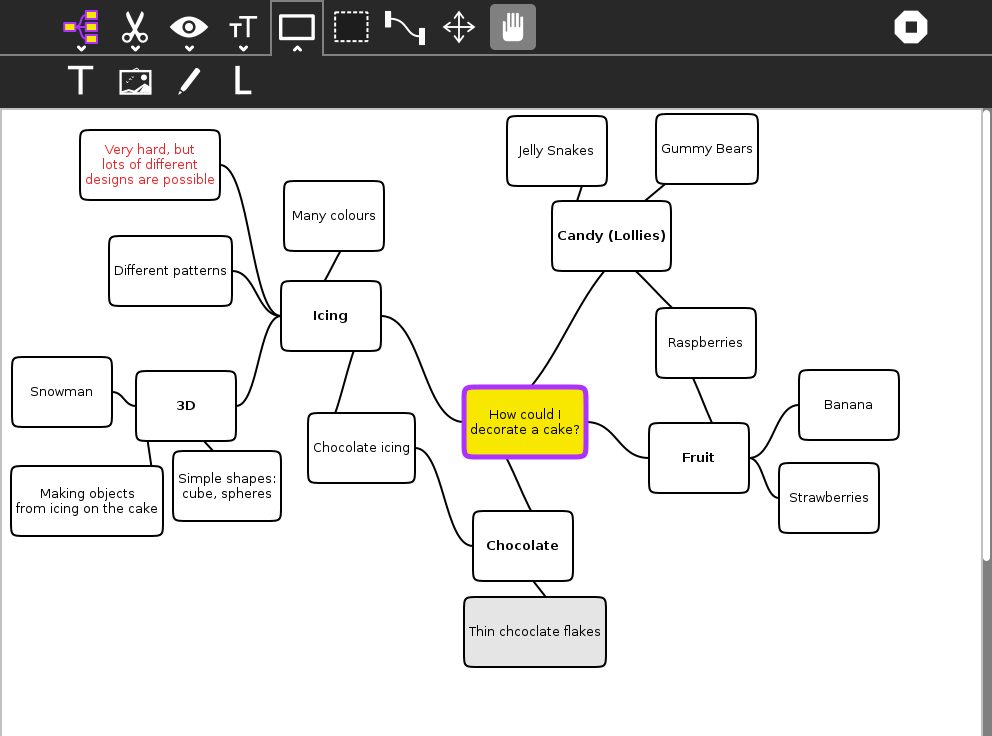 T L
Very hard, but
lots of different
designs are possible
Many colours
Jelly Snakes
Gummy Bears
Candy (Lollies)
Different patterns
Icing
Raspberries
Snowman
3D
Banana
How could I
decorate a cake?
Chocolate icing
Fruit
Making objects
from icing on the cake
Simple shapes:
cube, spheres
Strawberries
Chocolate
Thin chcoclate flakes